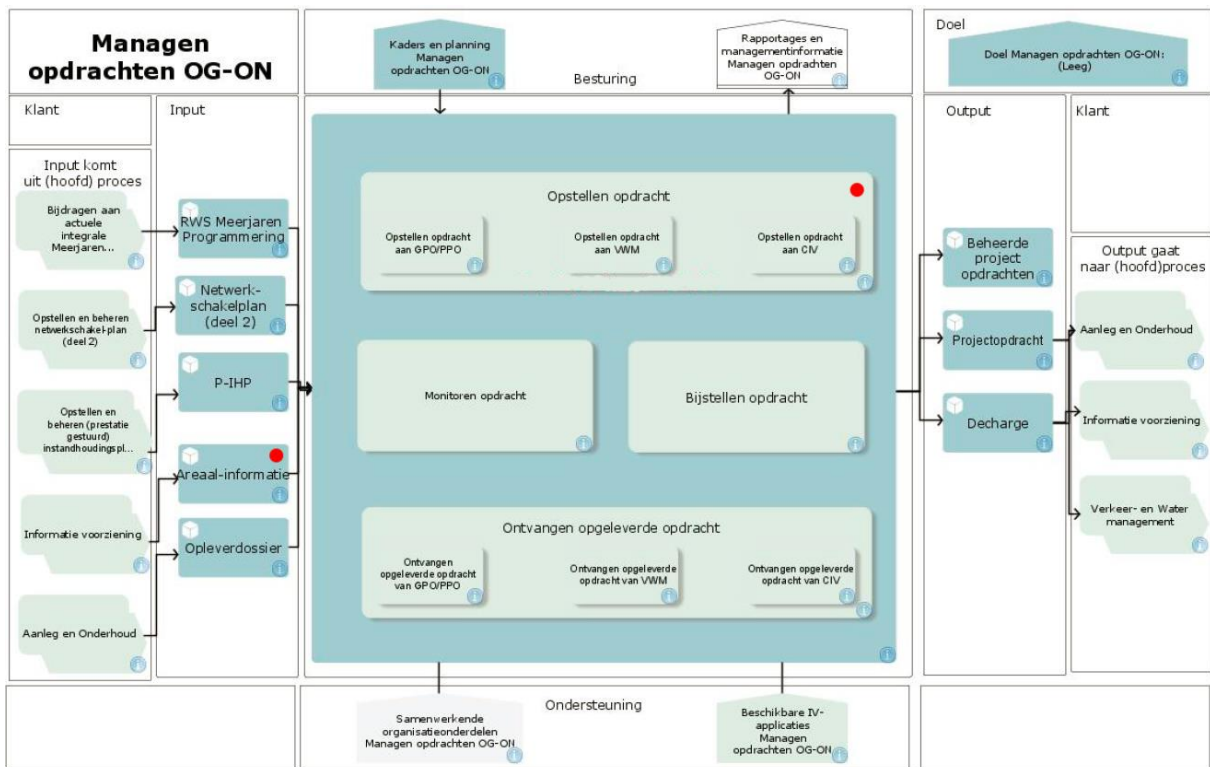 Managen
opdrachten OG-ON
Kaders en planning
Managen
opdrachten OG-ON
Besturing
Rapportages en
managementinformatie
Managen opdrachten
OG-ON
Doel
Doel Managen opdrachten OG-ON:
(Leeg)
Klant
Input
Output
Klant
Input komt
uit (hoofd) proces
Bijdragen aan
actuele
integrale
Meerjaren...
Opstellen en beheren
netwerkschakel-plan
(deel 2)
Opstellen en
beheren (prestatie
gestuurd)
instandhoudingspl...
Informatie voorziening
Aanleg en Onderhoud
RWS Meerjaren
Programmering
Netwerk-
schakelplan
(deel 2)
P-IHP
Areaal-informatie
Opleverdossier
Opstellen opdracht
Opstellen opdracht
aan GPO/PPO
Opstellen opdracht
aan VWM
Opstellen opdracht
aan CIV
Monitoren opdracht
Bijstellen opdracht
Ontvangen opgeleverde opdracht
Ontvangen
opgeleverde opdracht
van GPO/PPO
Ontvangen opgeleverde
opdracht van VWM
Ontvangen opgeleverde
opdracht van CIV
Beheerde
project
opdrachten
Projectopdracht
Decharge
Output gaat
naar (hoofd)proces
Aanleg en Onderhoud
Informatie voorziening
Verkeer- en Water
management
Ondersteuning
Samenwerkende
organisatieonderdelen
Managen opdrachten OG-ON
Beschikbare IV-
applicaties
Managen
opdrachten OG-ON